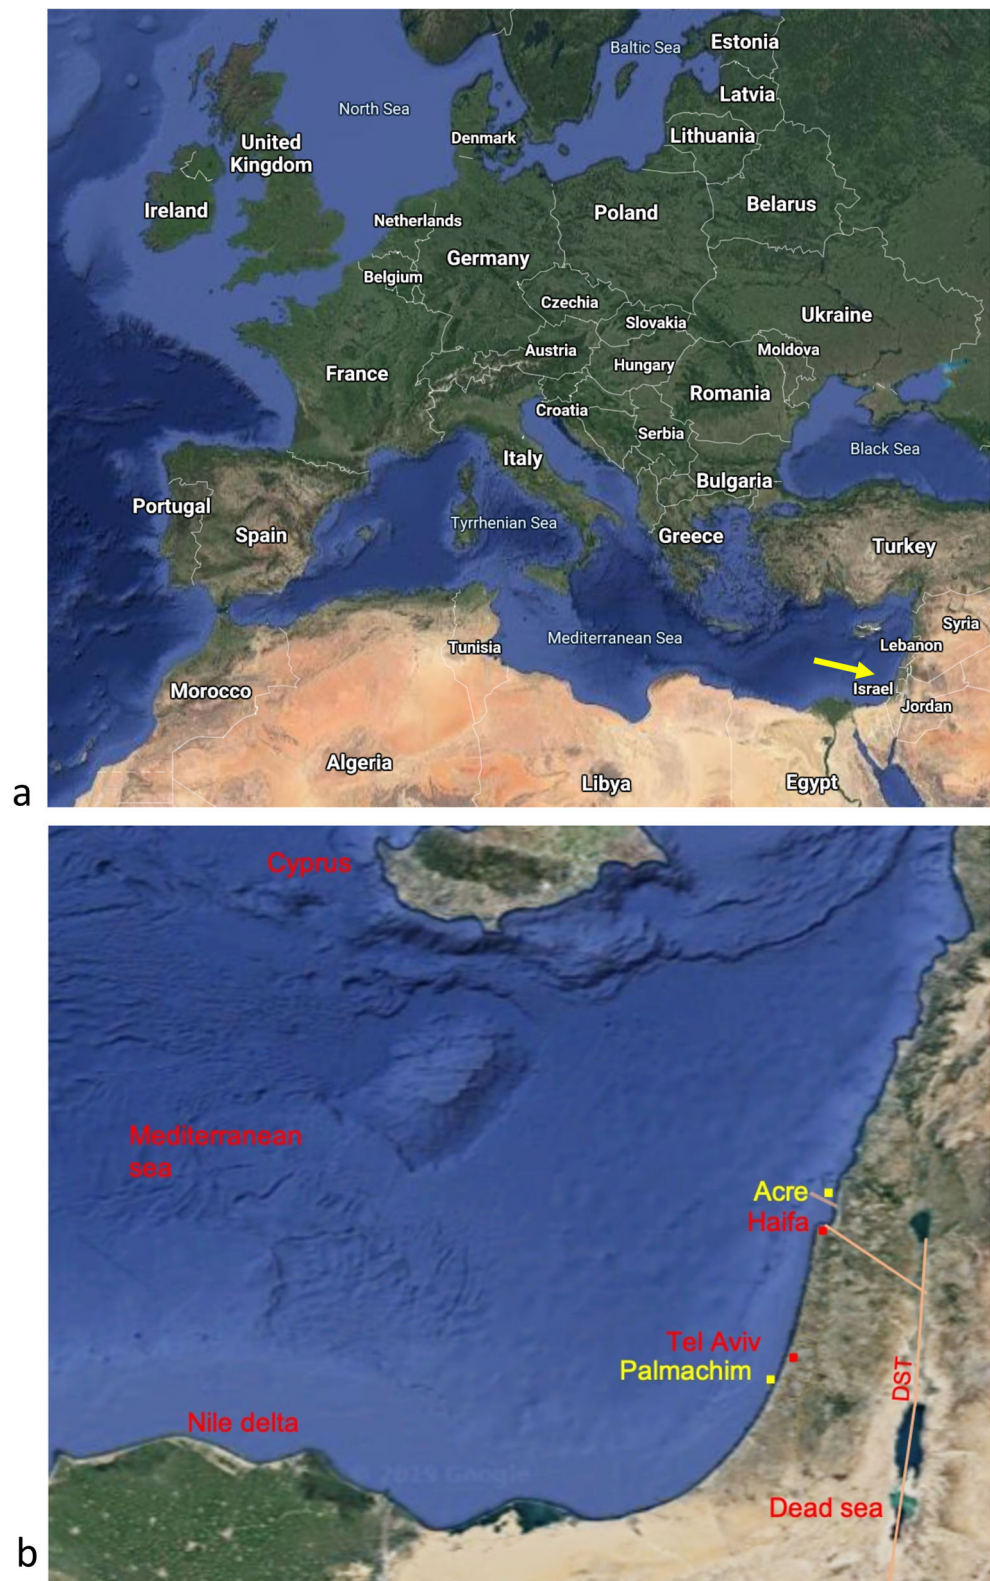 Baltic Sea
Estonia
Latvia
North Sea
Denmark
Lithuania
United
Kingdom
Ireland
Netherlands
Poland
Belarus
Germany
Belgium
Czechia
Slovakia
Ukraine
Austria
Moldova
France
Hungary
Romania
Croatia
Serbia
Black Sea
Italy
Bulgaria
Portugal
Spain
Tyrrhenian Sea
Greece
Turkey
Syria
Mediterranean Sea
Tunisia
Lebanon
Morocco
Israel
Jordan
Algeria
Libya
Egypt
a
Cyprus
Mediterranean
sea
Acre
Haifa
Tel Aviv
Palmachim
DST
Nile delta
2019 Google
Dead sea
b